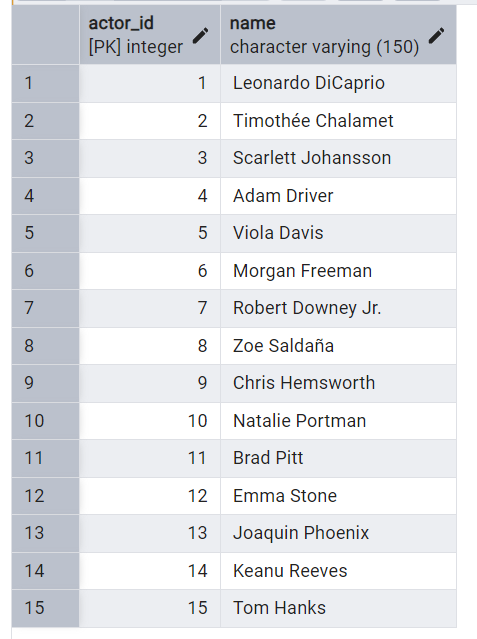 actor_id name
[PK] integer character varying (150)
1 1 Leonardo DiCaprio
2 2 Timothée Chalamet
3 3 Scarlett Johansson
4 4 Adam Driver
5 5 Viola Davis
6 6 Morgan Freeman
7 7 Robert Downey Jr.
8 8 Zoe Saldaña
9 9 Chris Hemsworth
10 10 Natalie Portman
11 11 Brad Pitt
12 12 Emma Stone
13 13 Joaquin Phoenix
14 14 Keanu Reeves
15 15 Tom Hanks